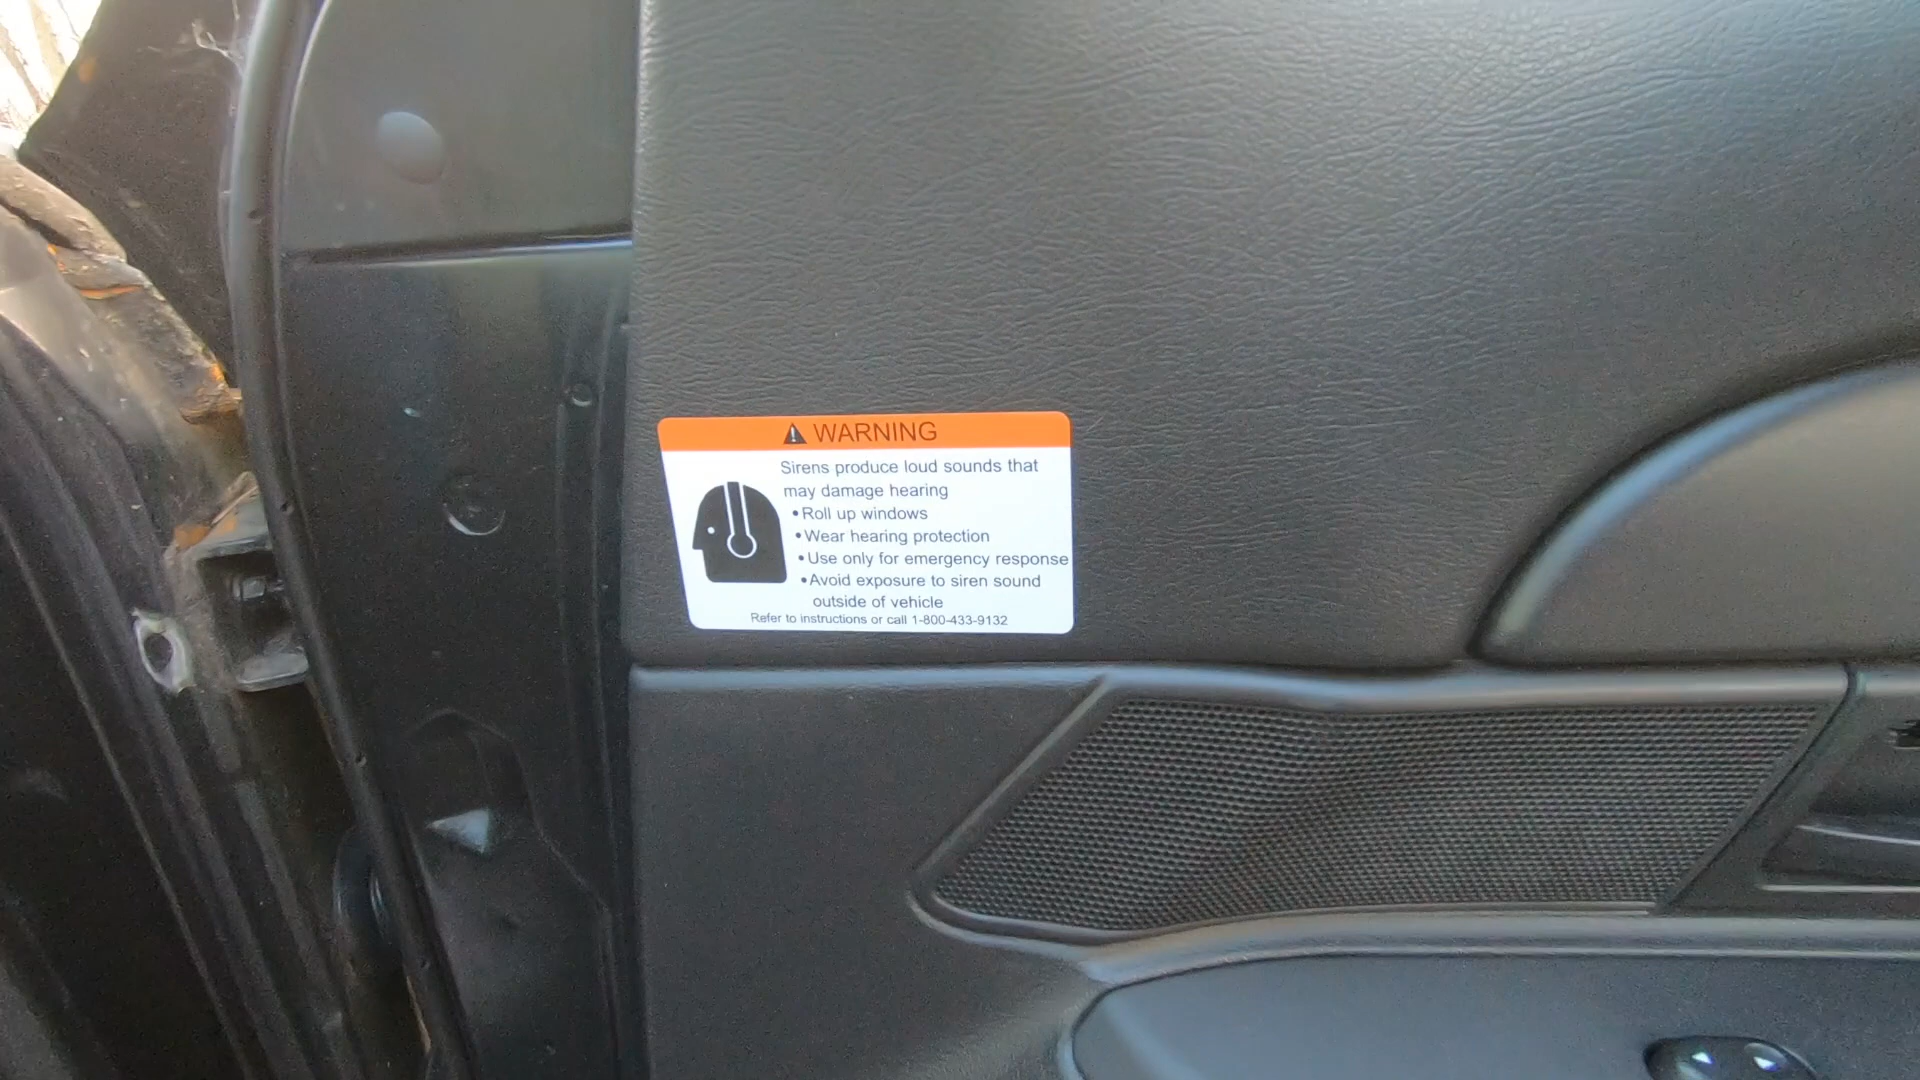 WARNING
Sirens produce loud sounds that
may damage hearing
•Roll up windows
•Wear hearing protection
•Use only for emergency response
•Avoid exposure to siren sound
outside of vehicle
Refer to instructions or call 1-800-433-9132